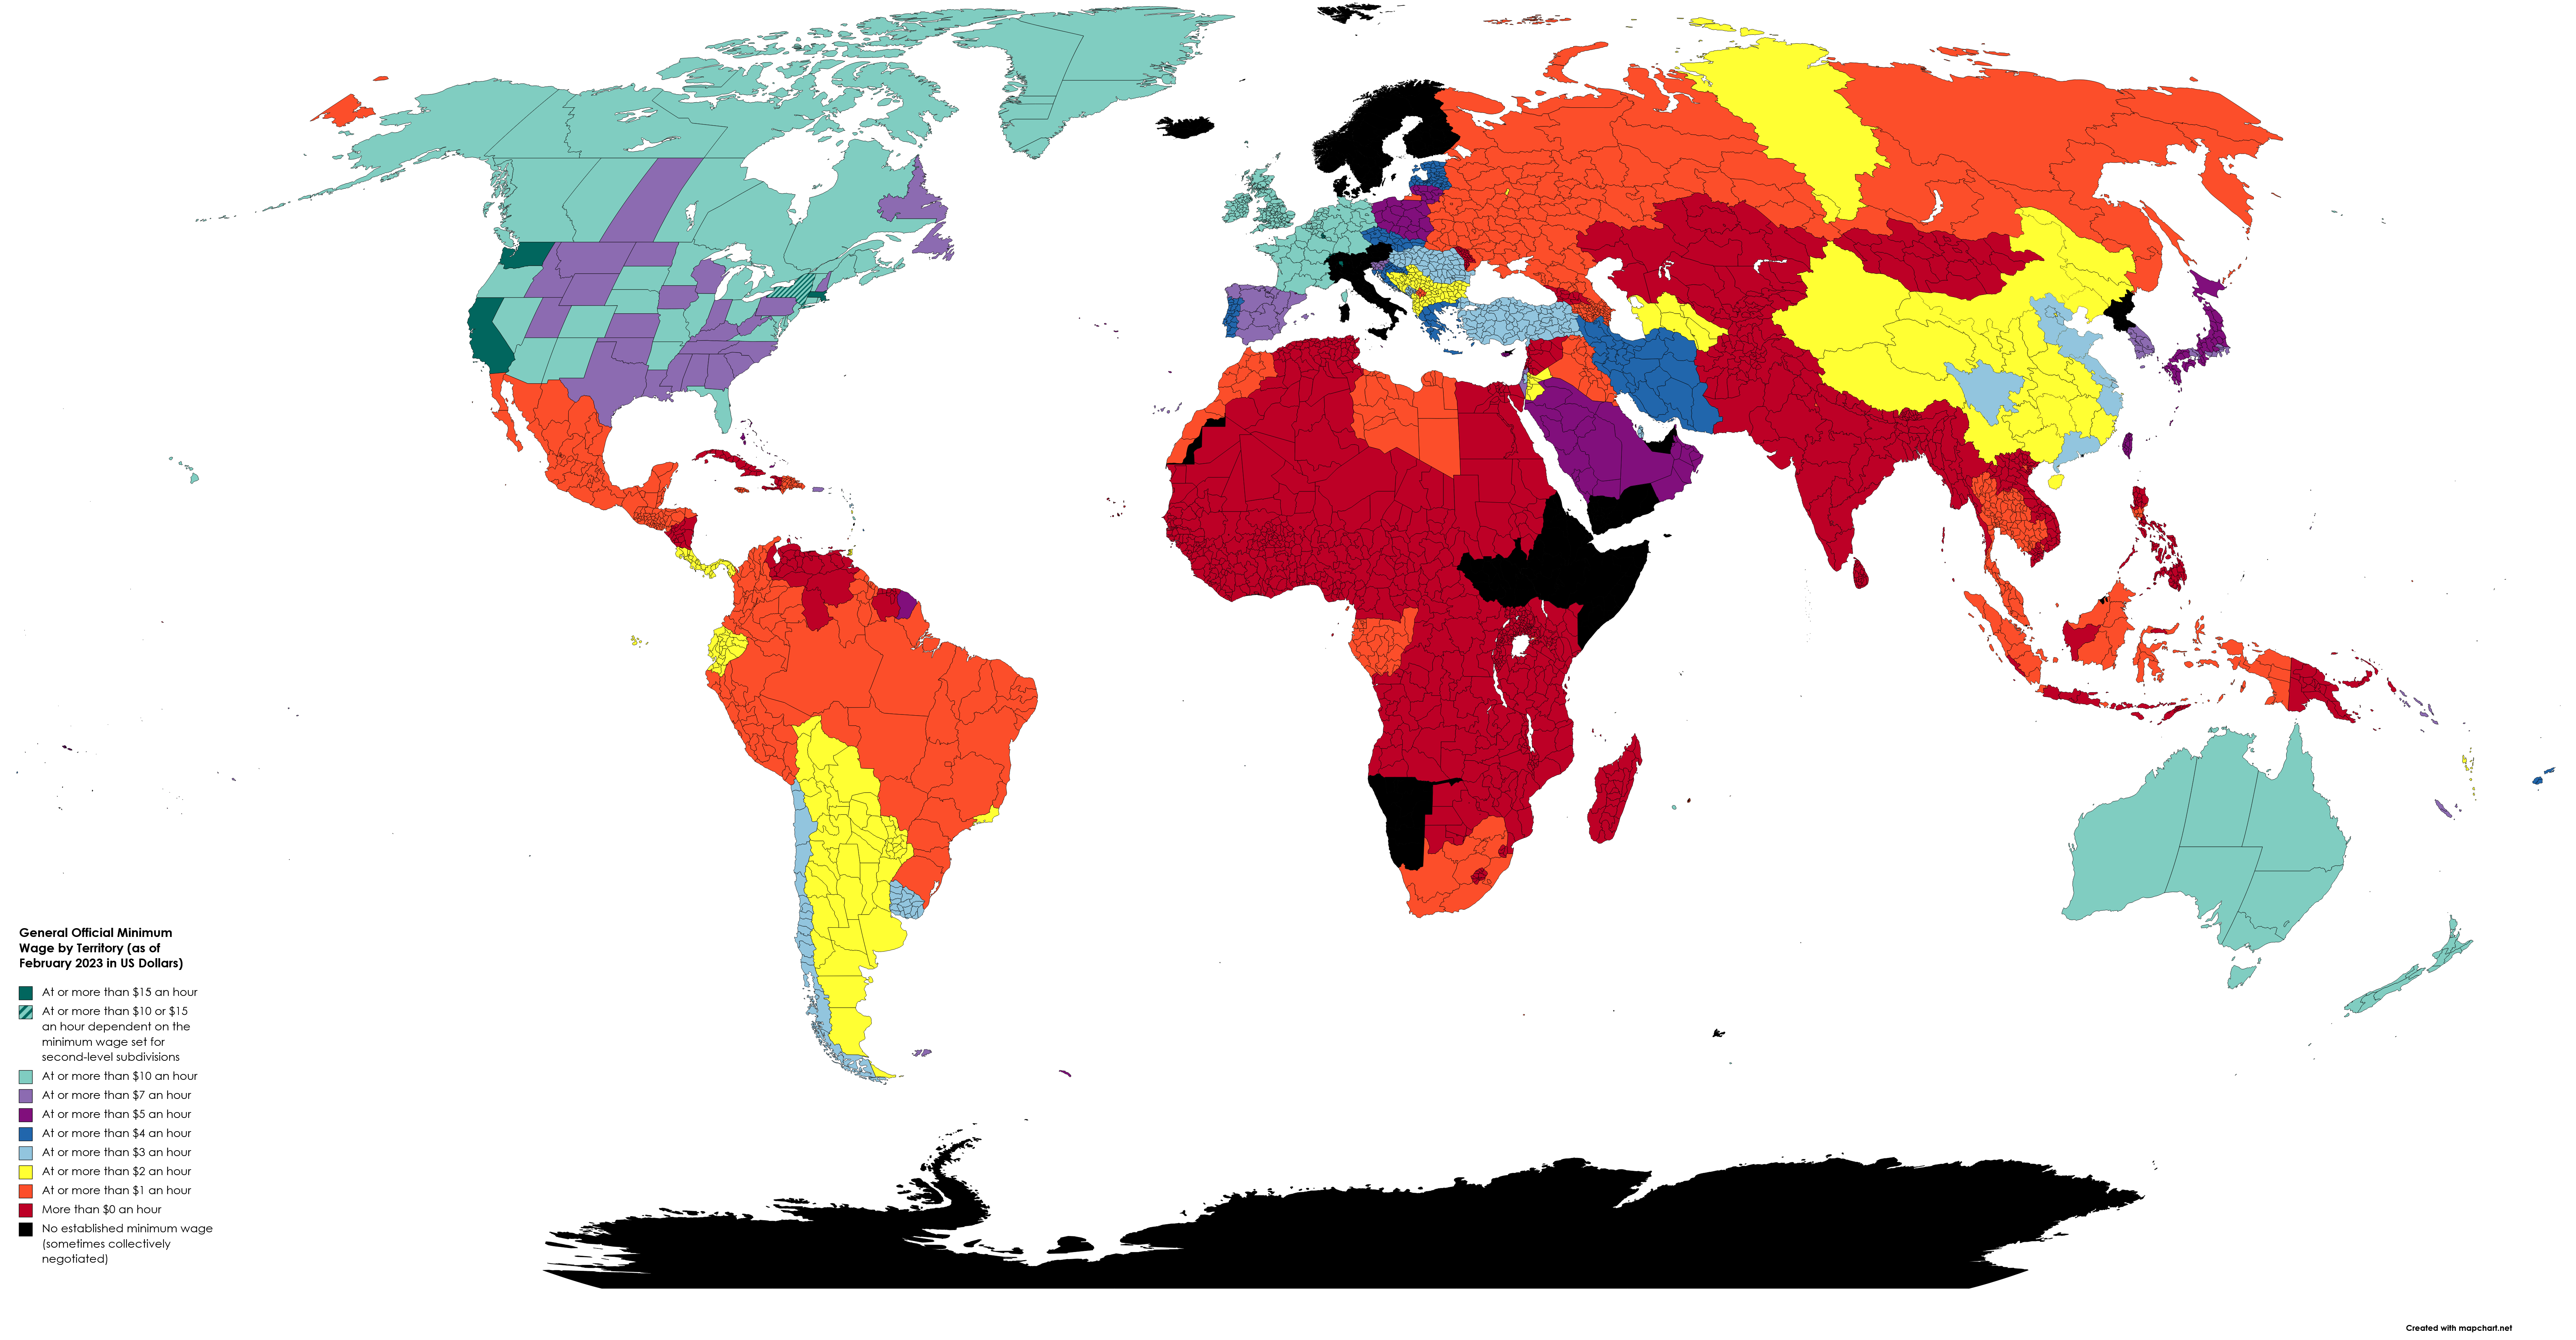 General Official Minimum
Wage by Territory (as of
February 2023 in US Dollars)
At or more than $15 an hour
At or more than $10 or $15
an hour dependent on the
minimum wage set for
second-level subdivisions
At or more than $10 an hour
At or more than $7 an hour
At or more than $5 an hour
At or more than $4 an hour
At or more than $3 an hour
At or more than $2 an hour
At or more than $1 an hour
More than $0 an hour
No established minimum wage
(sometimes collectively
negotiated)
Created with mapchart.net